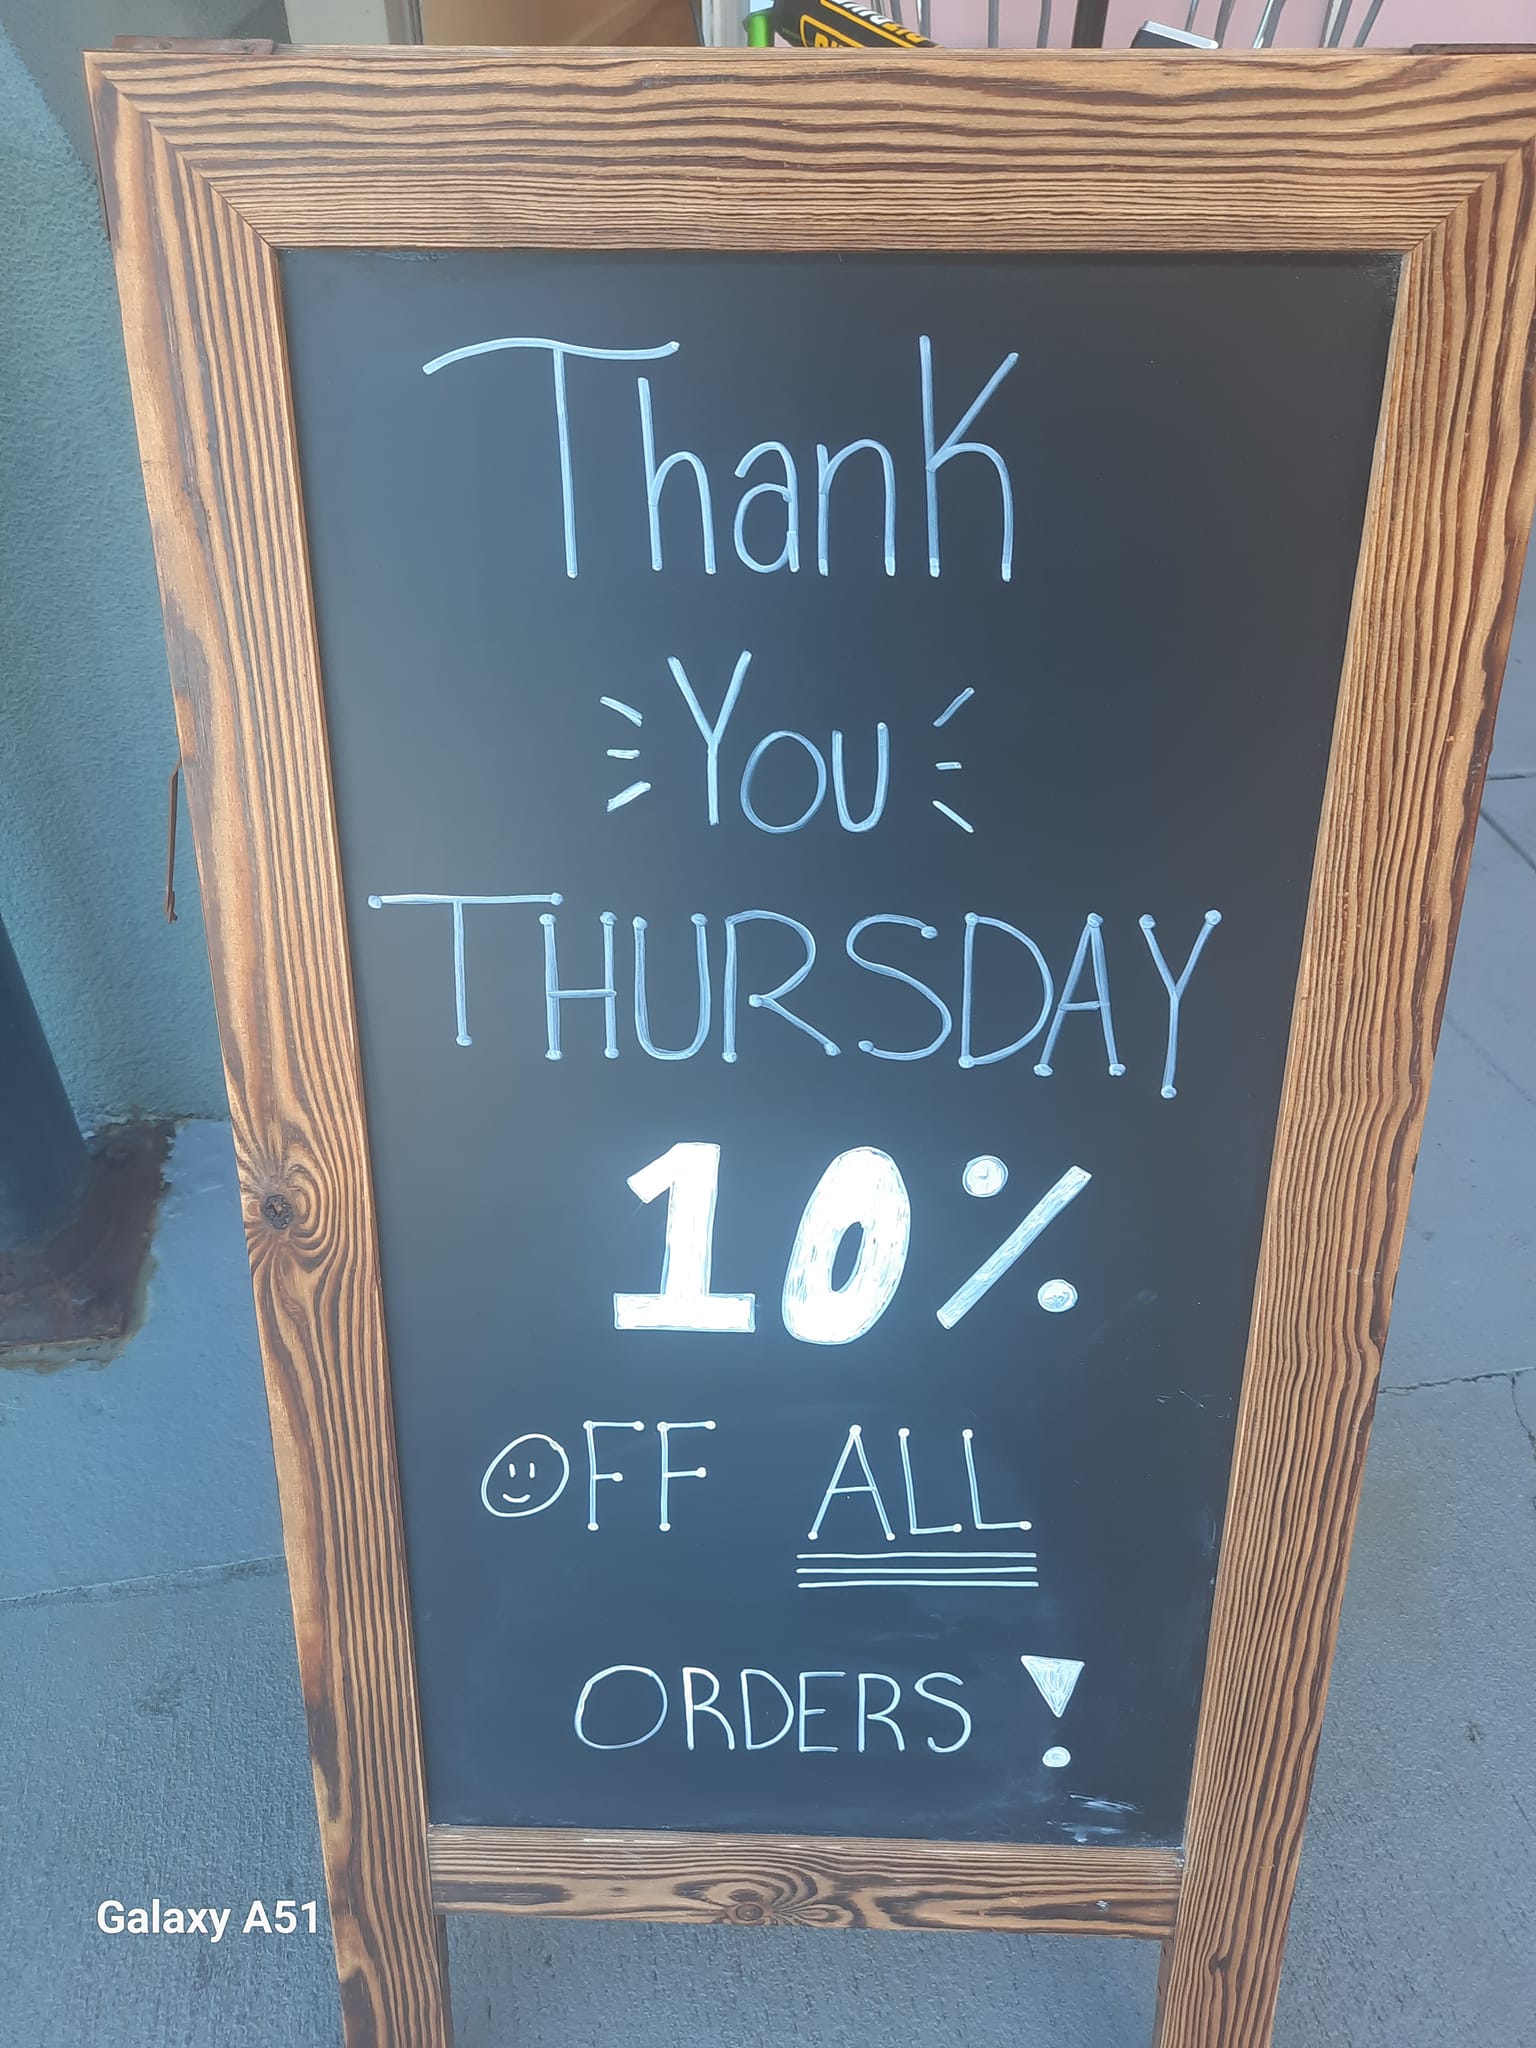 Thank
You
THURSDAY
10%
OFF ALL
ORDERS!
Galaxy A51